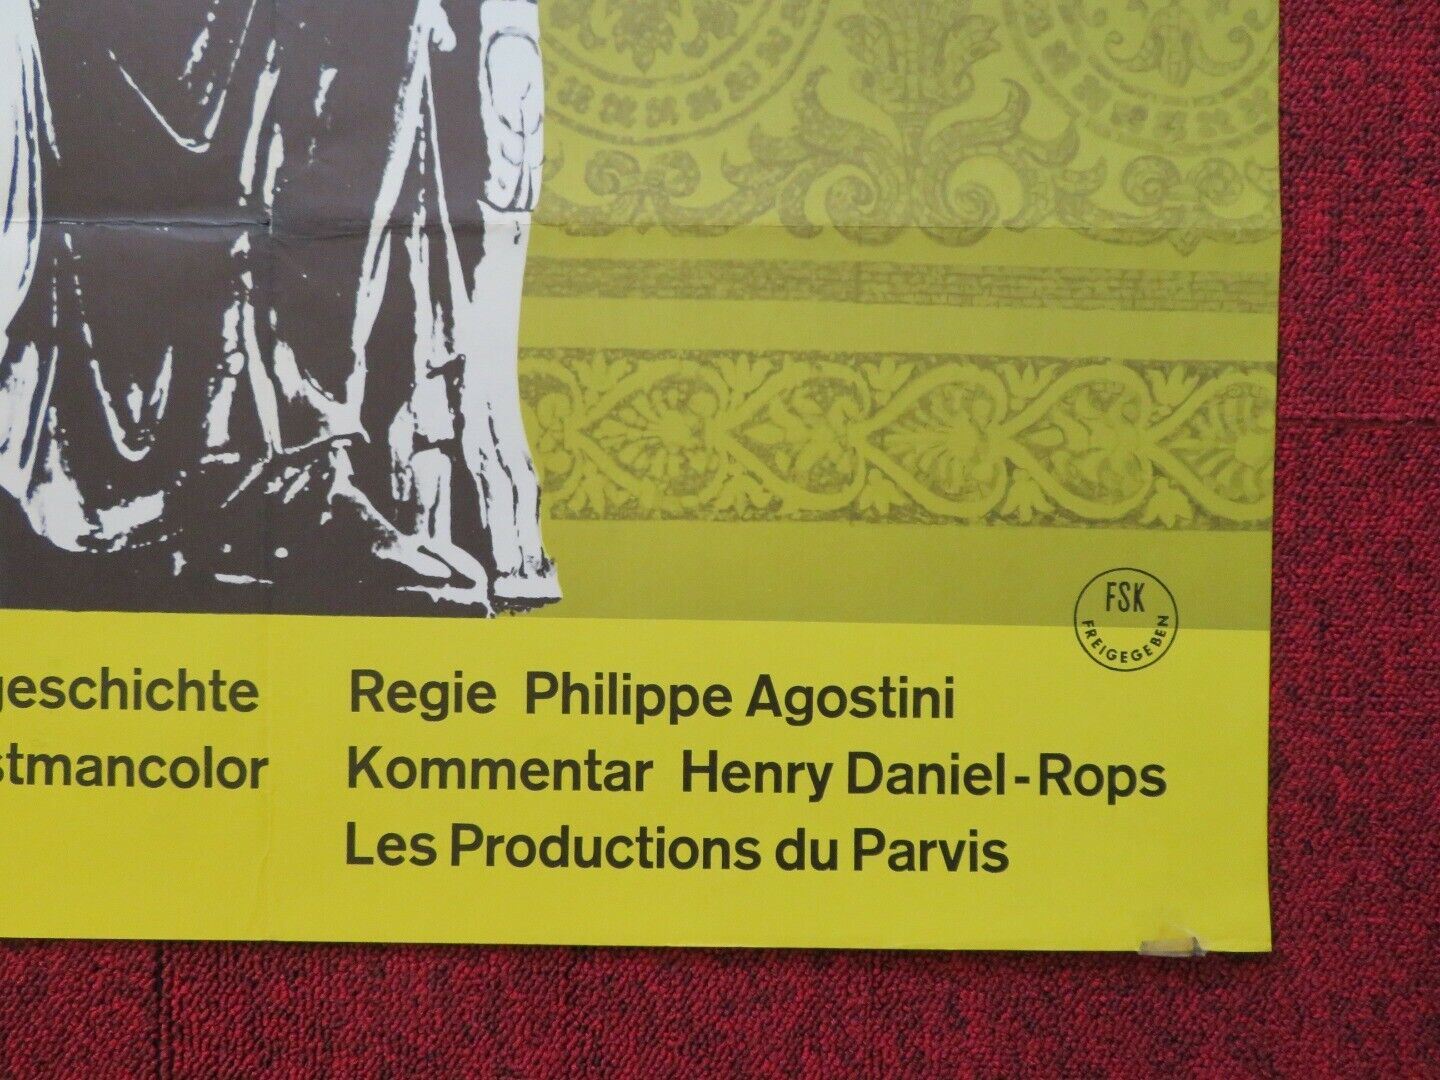 FSK
FREIGEGEBEN
geschichte
stmancolor
Regie Philippe Agostini
Kommentar Henry Daniel-Rops
Les Productions du Parvis